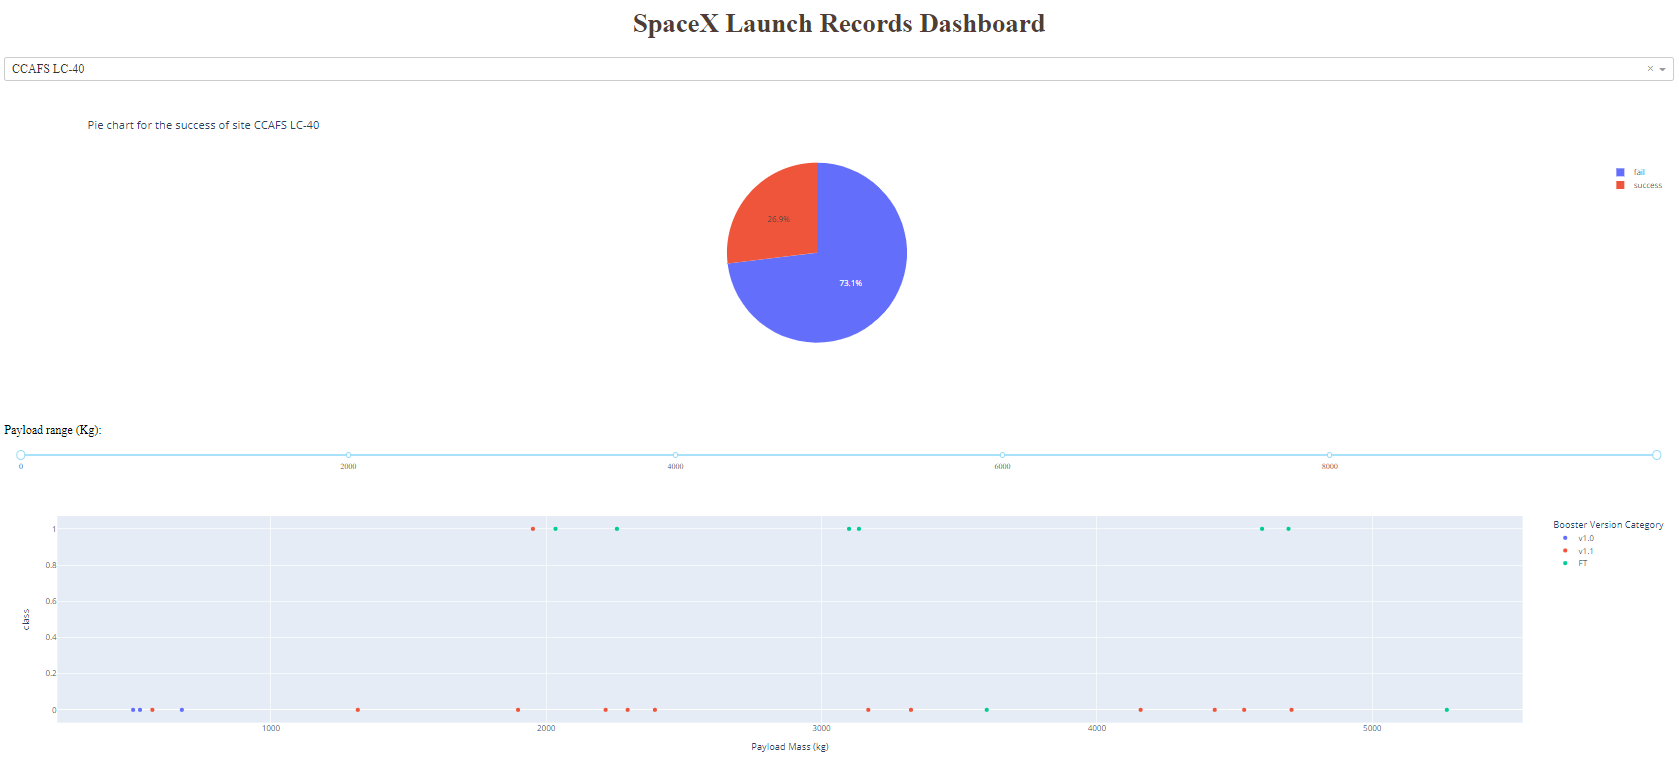 SpaceX Launch Records Dashboard
CCAFS LC-40
×
Pie chart for the success of site CCAFS LC-40
fail
success
26.9%
73.1%
Payload range (Kg):
0 2000 4000 6000 8000
Booster Version Category
v1.0
v1.1
FT
class
1
0.8
0.6
0.4
0.2
0
1000 2000 3000 4000 5000
Payload Mass (kg)